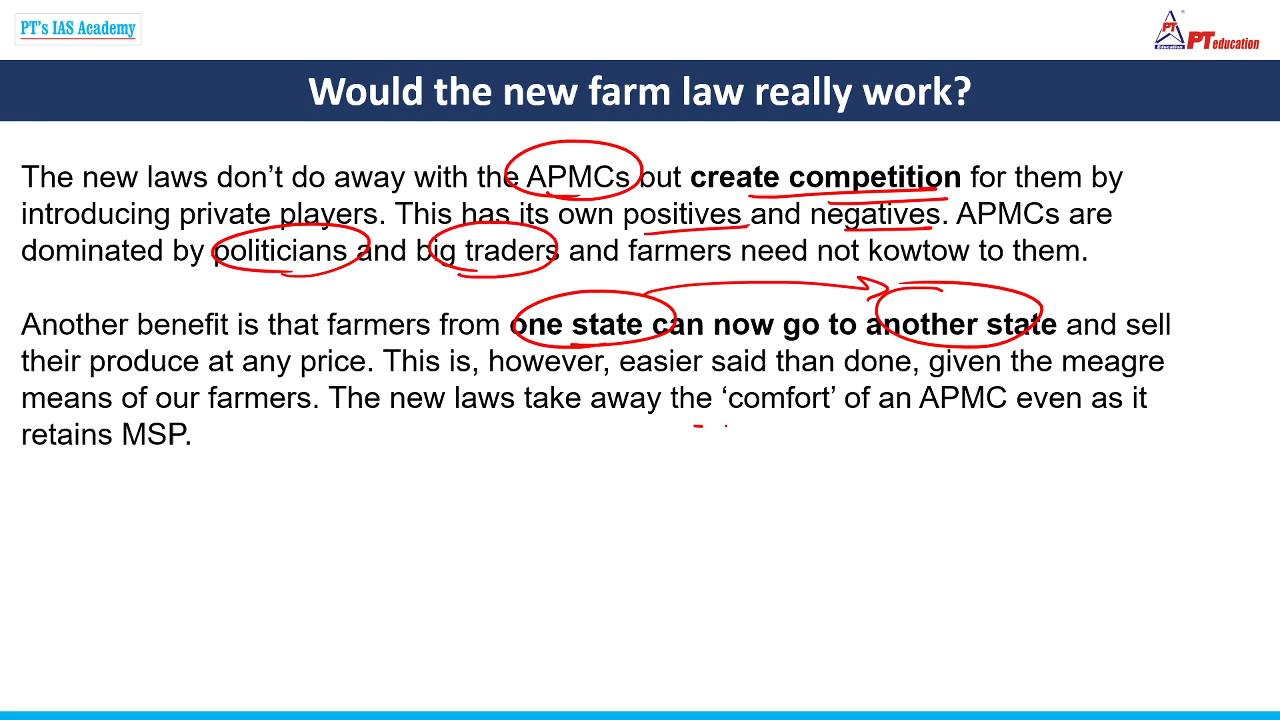 PT's IAS Academy
PT
Education
PT education
Would the new farm law really work?
The new laws don’t do away with the APMCs but create competition for them by
introducing private players. This has its own positives and negatives. APMCs are
dominated by politicians and big traders and farmers need not kowtow to them.
Another benefit is that farmers from one state can now go to another state and sell
their produce at any price. This is, however, easier said than done, given the meagre
means of our farmers. The new laws take away the ‘comfort’ of an APMC even as it
retains MSP.